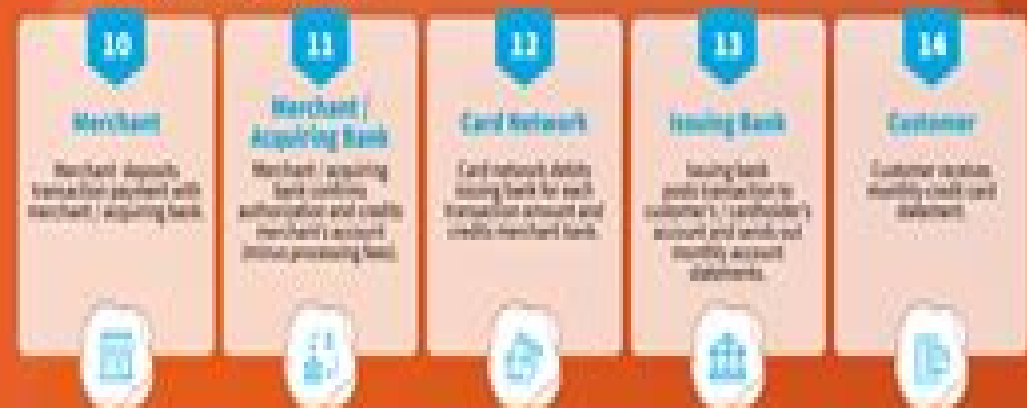 10
Merchant
Merchant deposits
transaction payment with
merchant / acquiring bank.
11
Merchant /
Acquiring Bank
Merchant / acquiring
bank confirms
authorization and credits
merchant's account
(minus processing fees).
12
Card Network
Card network debits
issuing bank for each
transaction amount and
credits merchant bank.
13
Issuing Bank
Issuing bank
posts transaction to
customer's / cardholder's
account and sends out
monthly account
statements.
14
Customer
Customer receives
monthly credit card
statement.